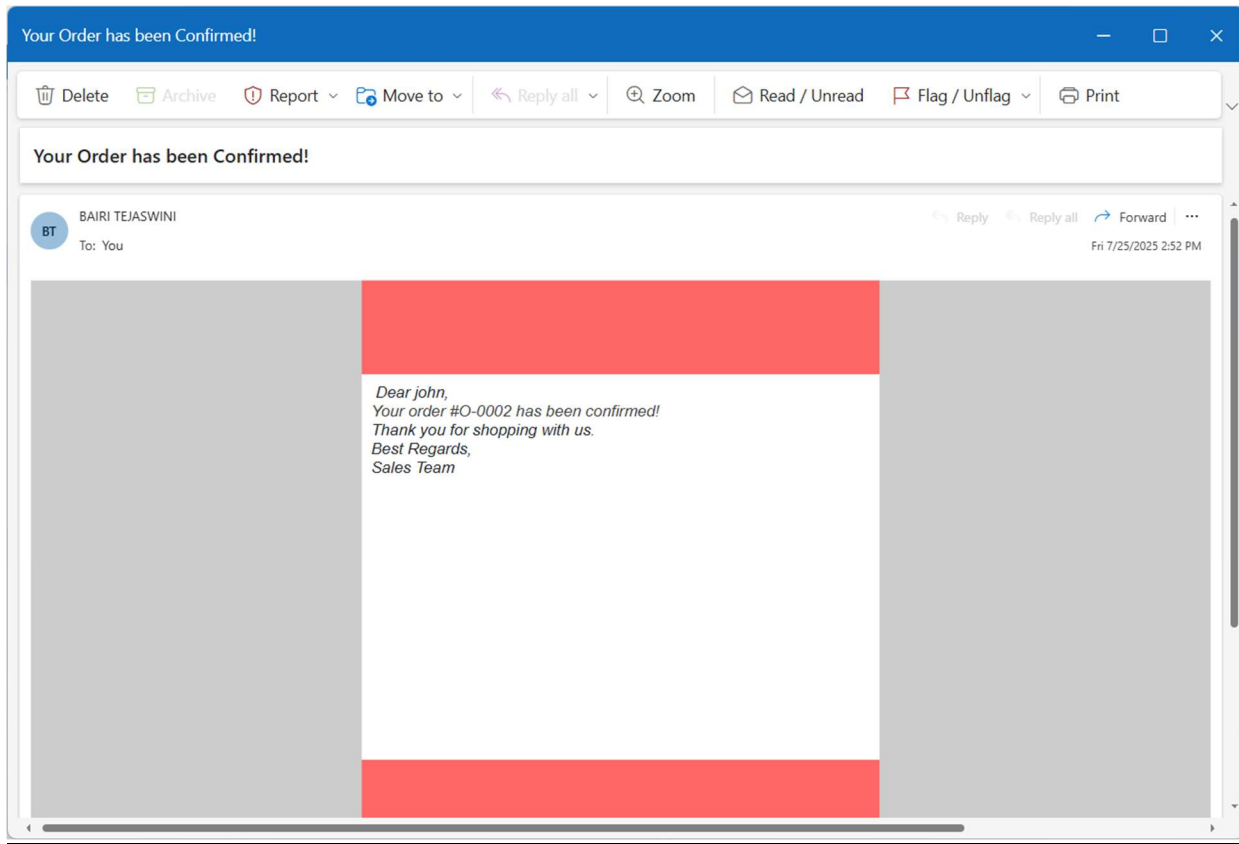 Your Order has been Confirmed!
Delete Archive Report Move to Reply all Zoom Read / Unread Flag / Unflag Print
Your Order has been Confirmed!
BT
BAIRI TEJASWINI
To: You
Reply Reply all Forward ...
Fri 7/25/2025 2:52 PM
Dear john,
Your order #O-0002 has been confirmed!
Thank you for shopping with us.
Best Regards,
Sales Team